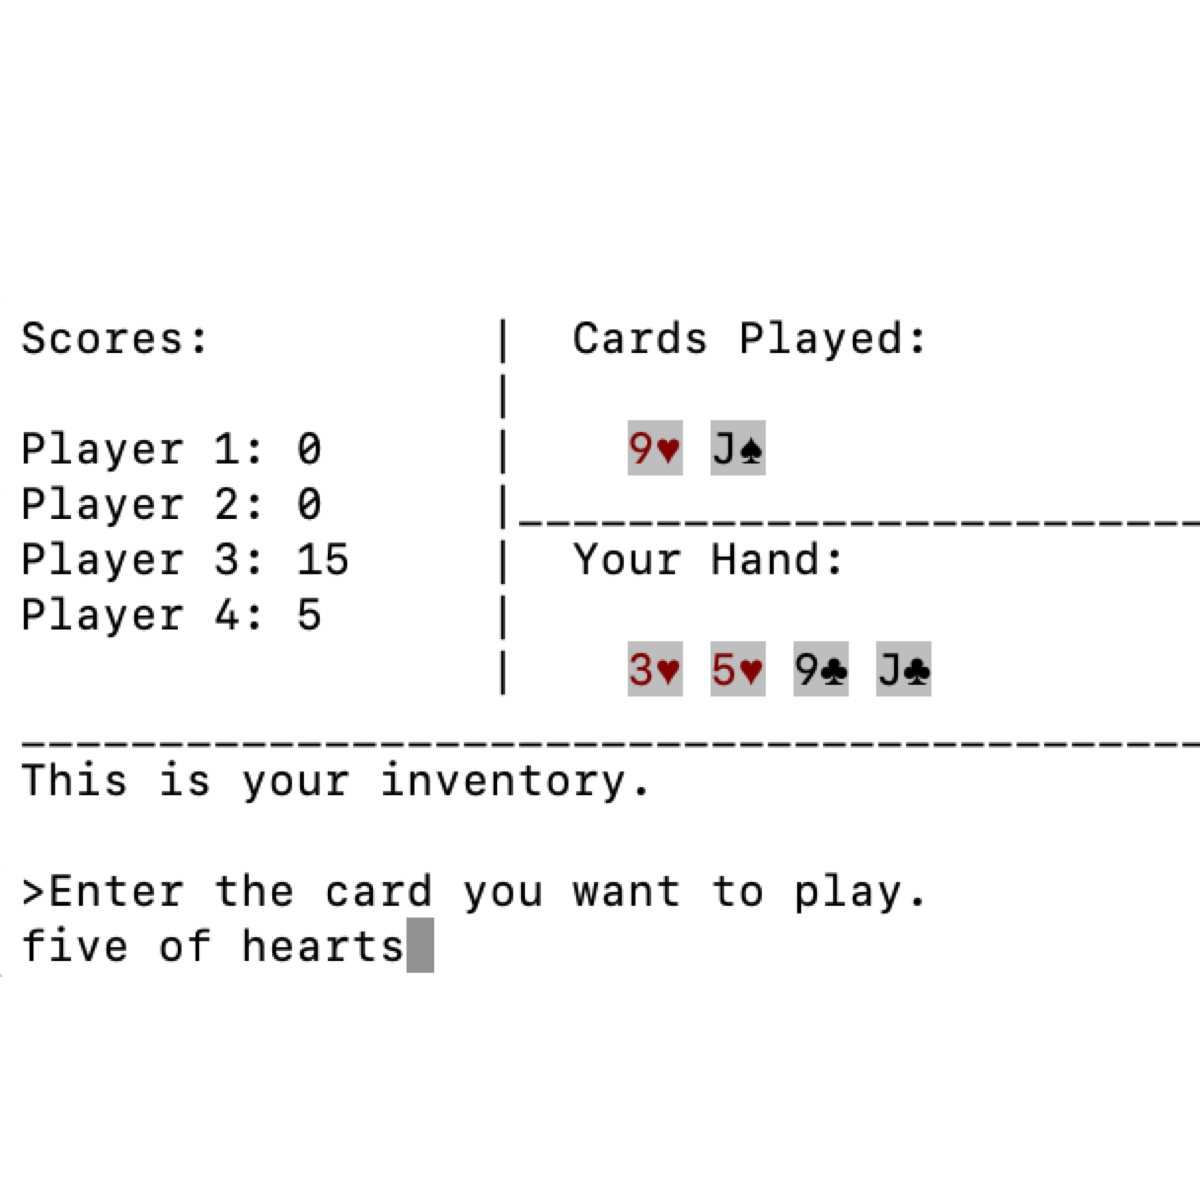 Scores:
Player 1: 0
Player 2: 0
Player 3: 15
Player 4: 5
Cards Played:
9♥ J♠
Your Hand:
3♥ 5♥ 9♣ J♣
This is your inventory.
>Enter the card you want to play.
five of hearts